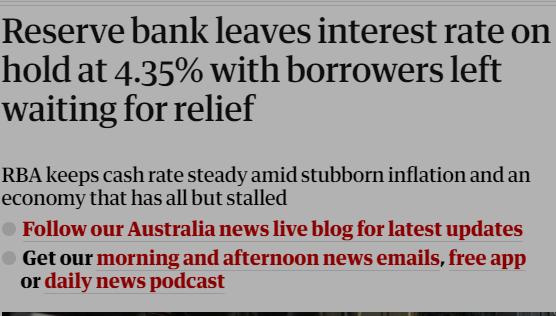 Reserve bank leaves interest rate on
hold at 4.35% with borrowers left
waiting for relief
RBA keeps cash rate steady amid stubborn inflation and an
economy that has all but stalled
Follow our Australia news live blog for latest updates
Get our morning and afternoon news emails, free app
or daily news podcast